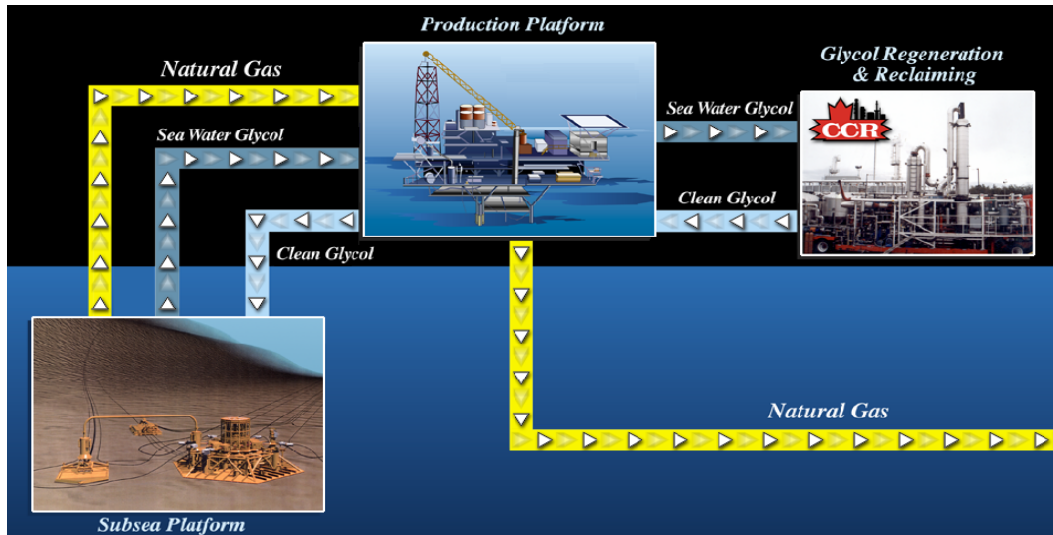 Production Platform
Glycol Regeneration
& Reclaiming
Natural Gas
Sea Water Glycol
Sea Water Glycol
CCR
Clean Glycol
Clean Glycol
Natural Gas
Subsea Platform